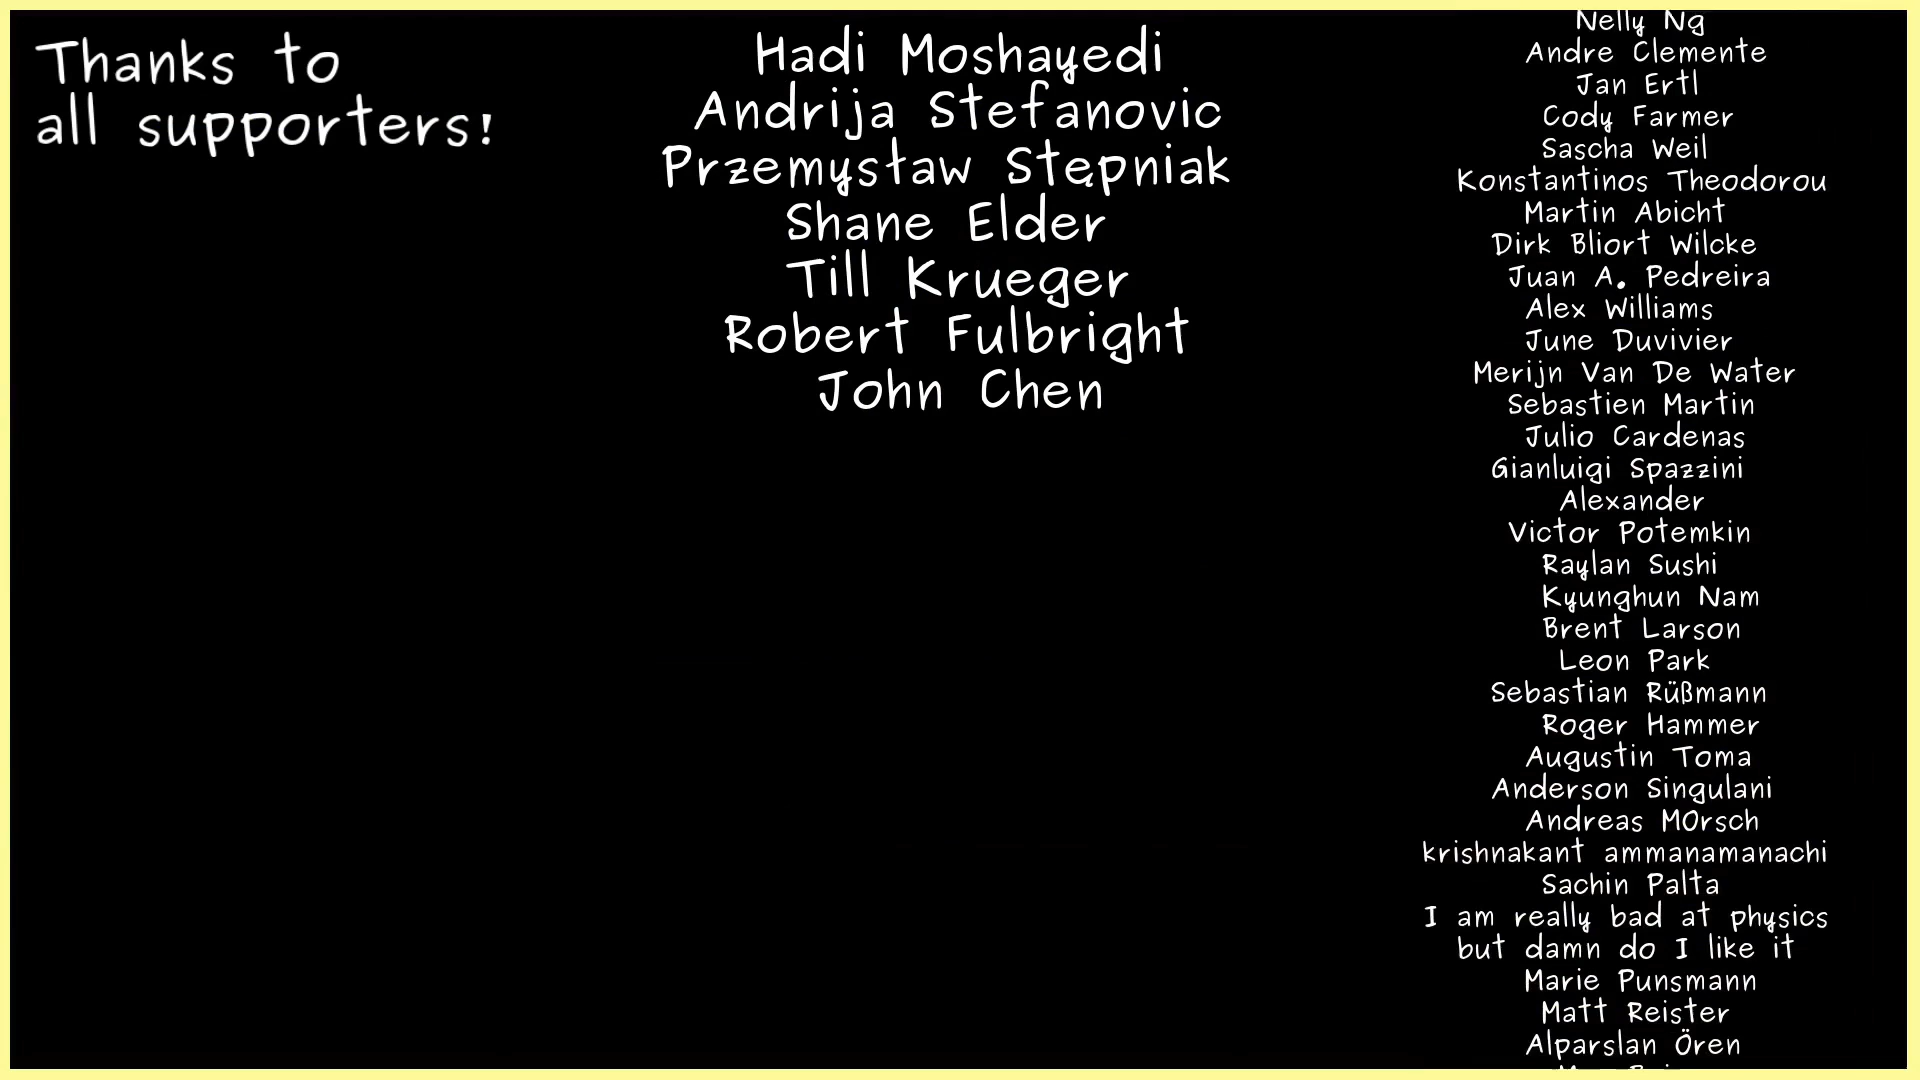 Thanks to
all supporters!
Hadi Moshayedi
Andrija Stefanovic
Przemysław Stępniak
Shane Elder
Till Krueger
Robert Fulbright
John Chen
Nelly Ng
Andre Clemente
Jan Ertl
Cody Farmer
Sascha Weil
Konstantinos Theodorou
Martin Abicht
Dirk Bliort Wilcke
Juan A. Pedreira
Alex Williams
June Duvivier
Merijn Van De Water
Sebastien Martin
Julio Cardenas
Gianluigi Spazzini
Alexander
Victor Potemkin
Raylan Sushi
Kyunghun Nam
Brent Larson
Leon Park
Sebastian Rüßmann
Roger Hammer
Augustin Toma
Anderson Singulani
Andreas MOrsch
krishnakant ammanamanachi
Sachin Palta
I am really bad at physics
but damn do I like it
Marie Punsmann
Matt Reister
Alparslan Ören